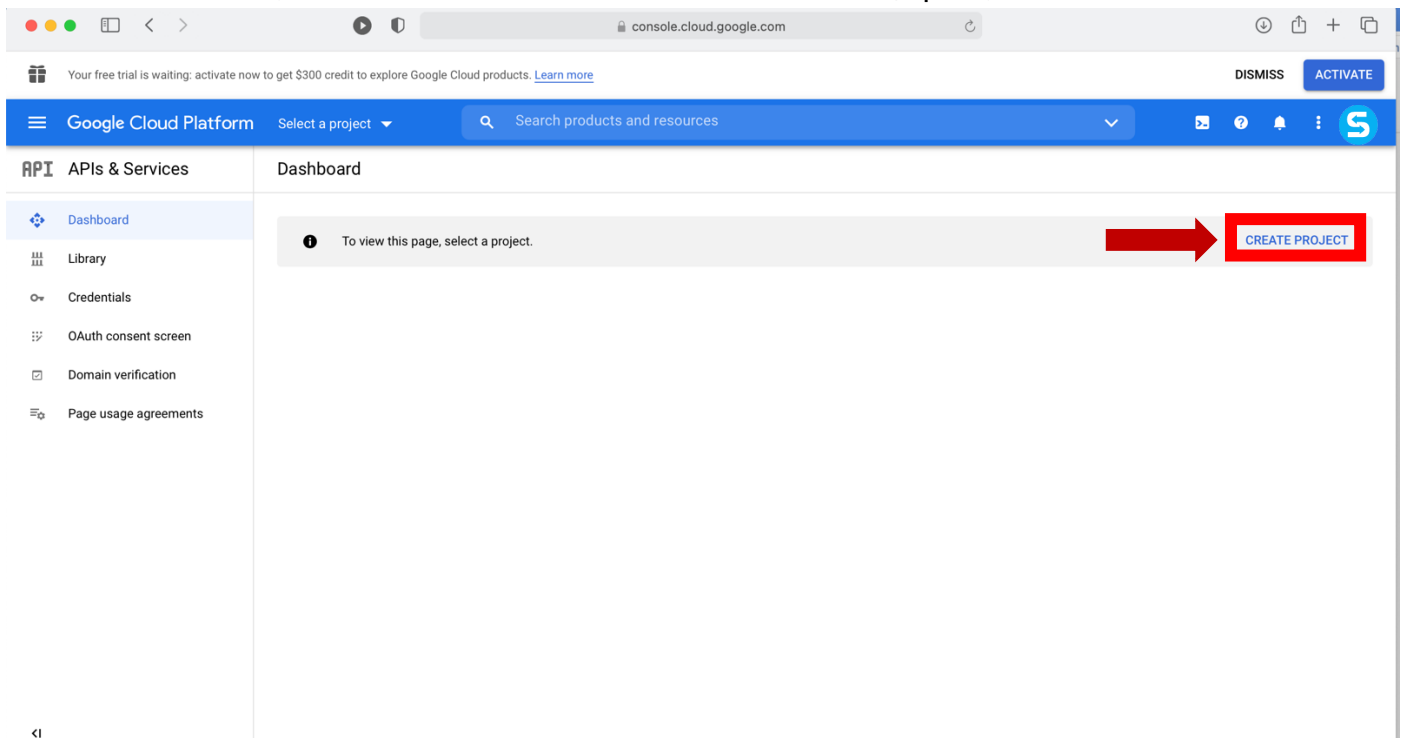 console.cloud.google.com
Your free trial is waiting: activate now to get $300 credit to explore Google Cloud products. Learn more
DISMISS
ACTIVATE
Google Cloud Platform
Select a project
Search products and resources
S
API
APIs & Services
Dashboard
Dashboard
Library
Credentials
OAuth consent screen
Domain verification
Page usage agreements
To view this page, select a project.
CREATE PROJECT